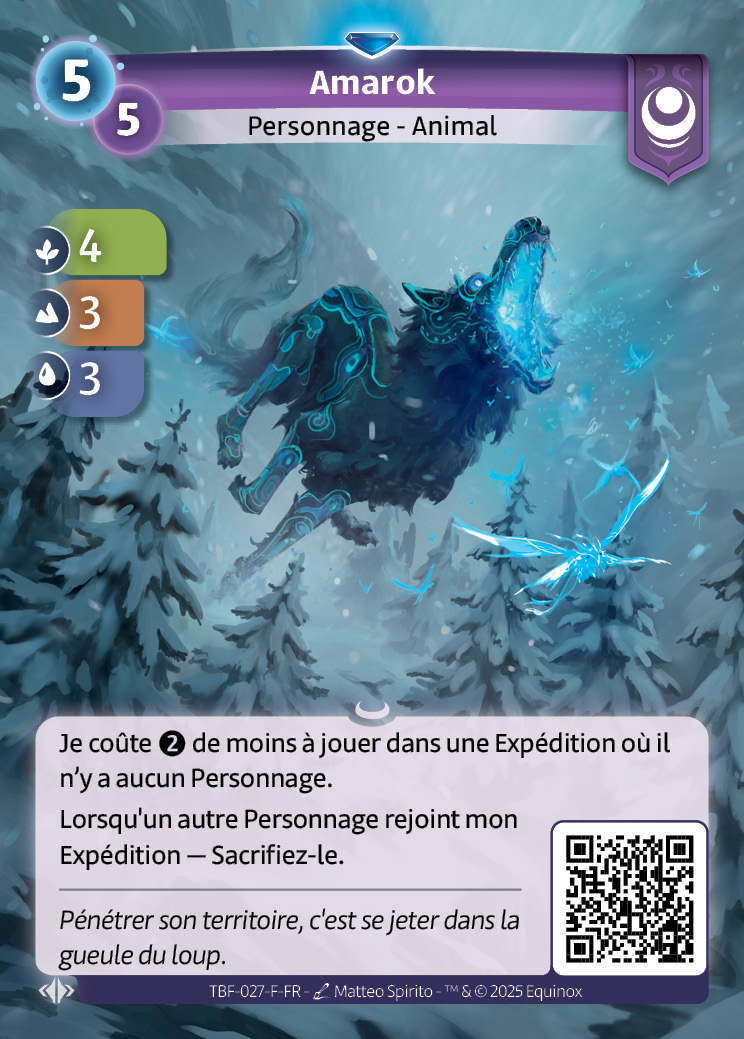 5
Amarok
5
Personnage - Animal
4
3
3
Je coûte 2 de moins à jouer dans une Expédition où il
n'y a aucun Personnage.
Lorsqu'un autre Personnage rejoint mon
Expédition — Sacrifiez-le.
Pénétrer son territoire, c'est se jeter dans la
gueule du loup.
TBF-027-F-FR - Matteo Spirito - ™ & © 2025 Equinox